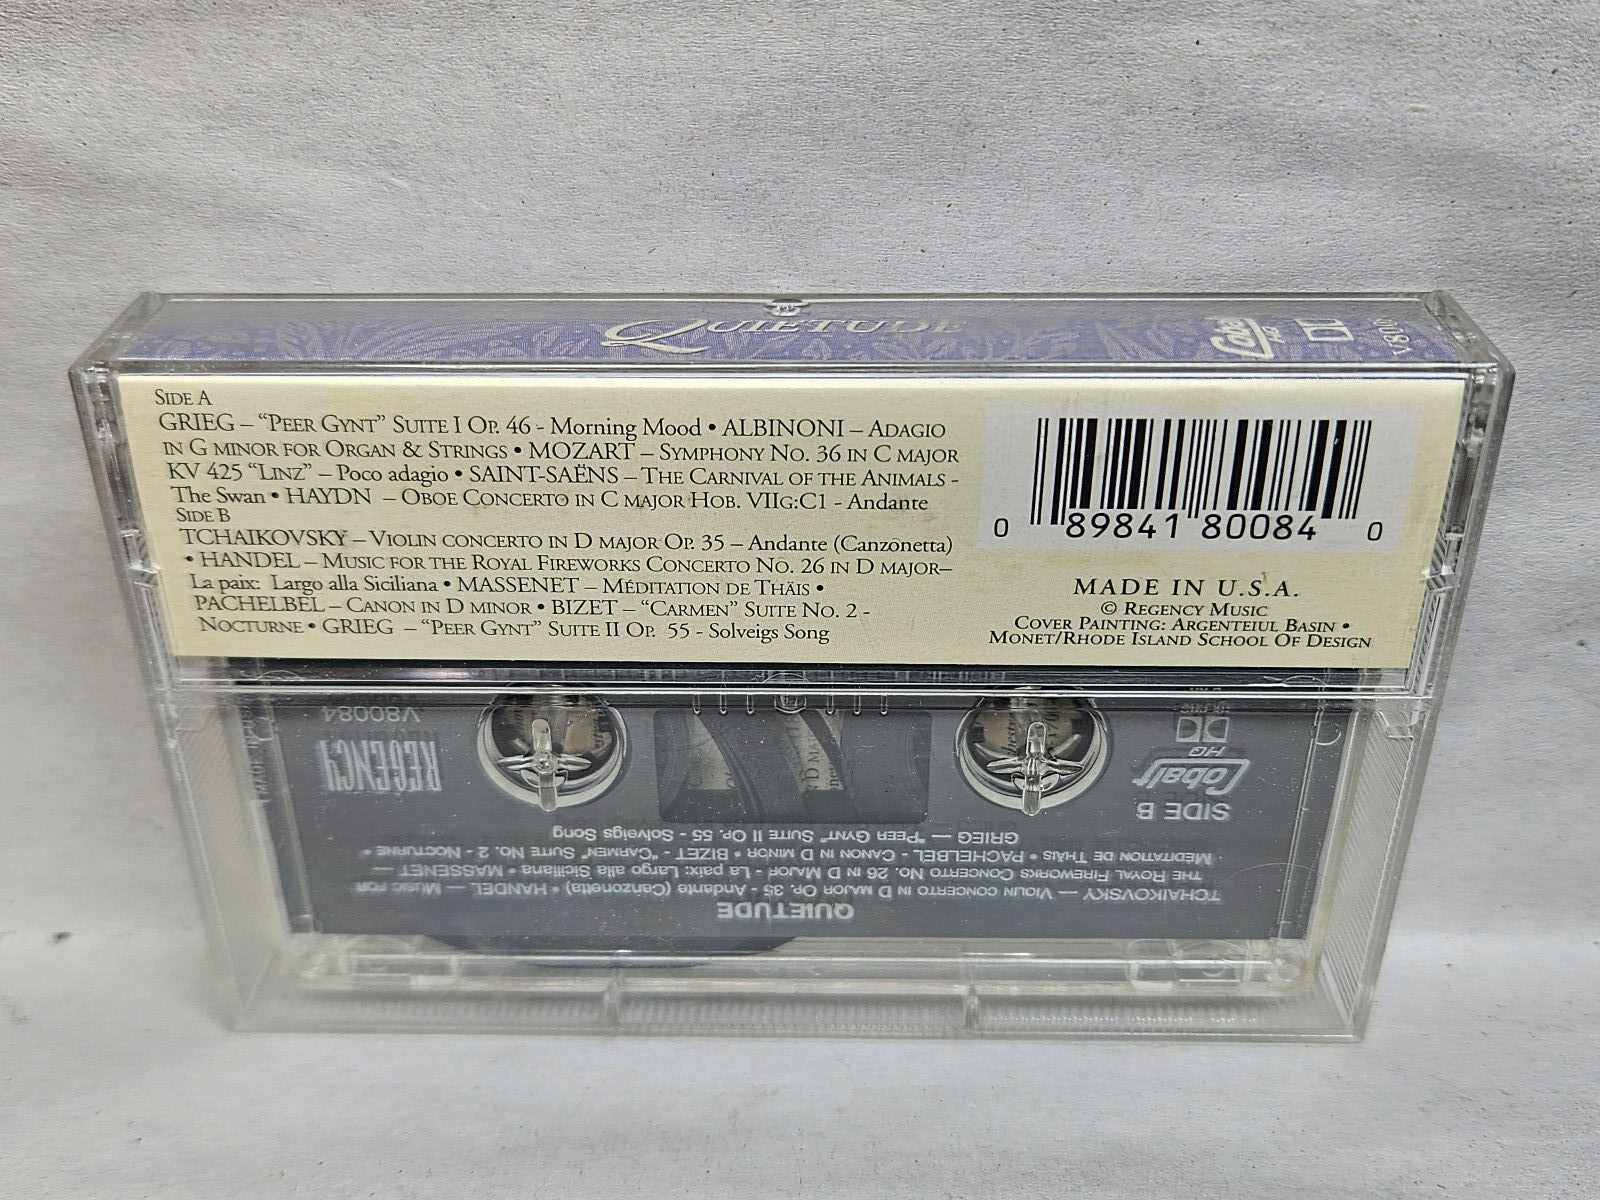 QUIETUDE
Cobalt HQ
V80084
SIDE A
GRIEG – “PEER GYNT” SUITE I OP. 46 - Morning Mood • ALBINONI – ADAGIO
IN G MINOR FOR ORGAN & STRINGS • MOZART – SYMPHONY NO. 36 IN C MAJOR
KV 425 “LINZ” – Poco adagio • SAINT-SAËNS – THE CARNIVAL OF THE ANIMALS -
The Swan • HAYDN – OBOE CONCERTO IN C MAJOR HOB. VIIG:C1 - Andante
SIDE B
TCHAIKOVSKY – VIOLIN CONCERTO IN D MAJOR OP. 35 – Andante (Canzonetta)
• HANDEL – MUSIC FOR THE ROYAL FIREWORKS CONCERTO NO. 26 IN D MAJOR–
La paix: Largo alla Siciliana • MASSENET – MÉDITATION DE THÄIS •
PACHELBEL – CANON IN D MINOR • BIZET – “CARMEN” SUITE NO. 2 -
NOCTURNE • GRIEG – “PEER GYNT” SUITE II OP. 55 - Solveigs Song
0 89841 80084 0
MADE IN U.S.A.
© REGENCY MUSIC
COVER PAINTING: ARGENTEIUL BASIN •
MONET/RHODE ISLAND SCHOOL OF DESIGN
QUIETUDE
TCHAIKOVSKY — VIOLIN CONCERTO IN D MAJOR OP. 35 - Andante (Canzonetta) • HANDEL — MUSIC FOR
THE ROYAL FIREWORKS CONCERTO NO. 26 IN D MAJOR - La paix: Largo alla Siciliana • MASSENET —
MEDITATION DE THÄIS • PACHELBEL - CANON IN D MINOR • BIZET - “CARMEN” SUITE NO. 2 - NOCTURNE •
GRIEG — “PEER GYNT” SUITE II OP. 55 - Solveigs Song
SIDE B
Cobalt
HQ
REGENCY
V80084